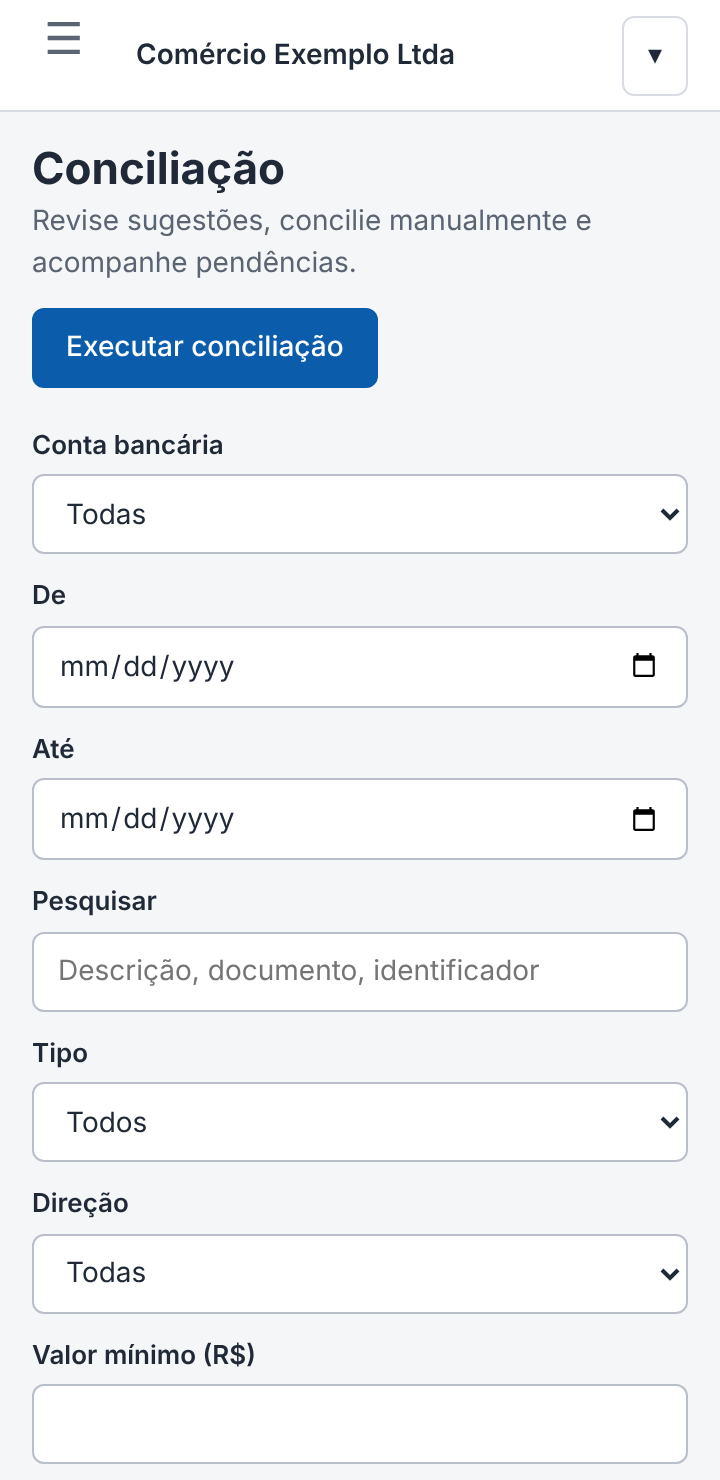 Comércio Exemplo Ltda
Conciliação
Revise sugestões, concilie manualmente e
acompanhe pendências.
Executar conciliação
Conta bancária
Todas
De
mm/dd/yyyy
Até
mm/dd/yyyy
Pesquisar
Descrição, documento, identificador
Tipo
Todos
Direção
Todas
Valor mínimo (R$)